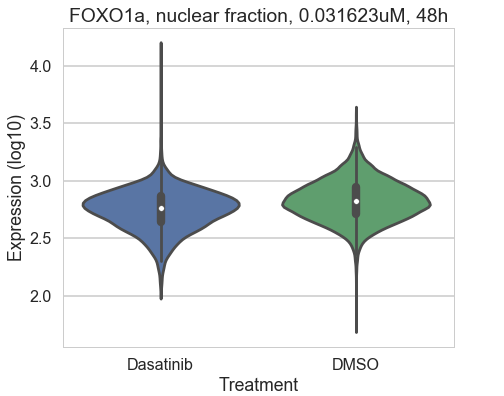 FOXO1a, nuclear fraction, 0.031623uM, 48h
Expression (log10)
4.0
3.5
3.0
2.5
2.0
Dasatinib
DMSO
Treatment